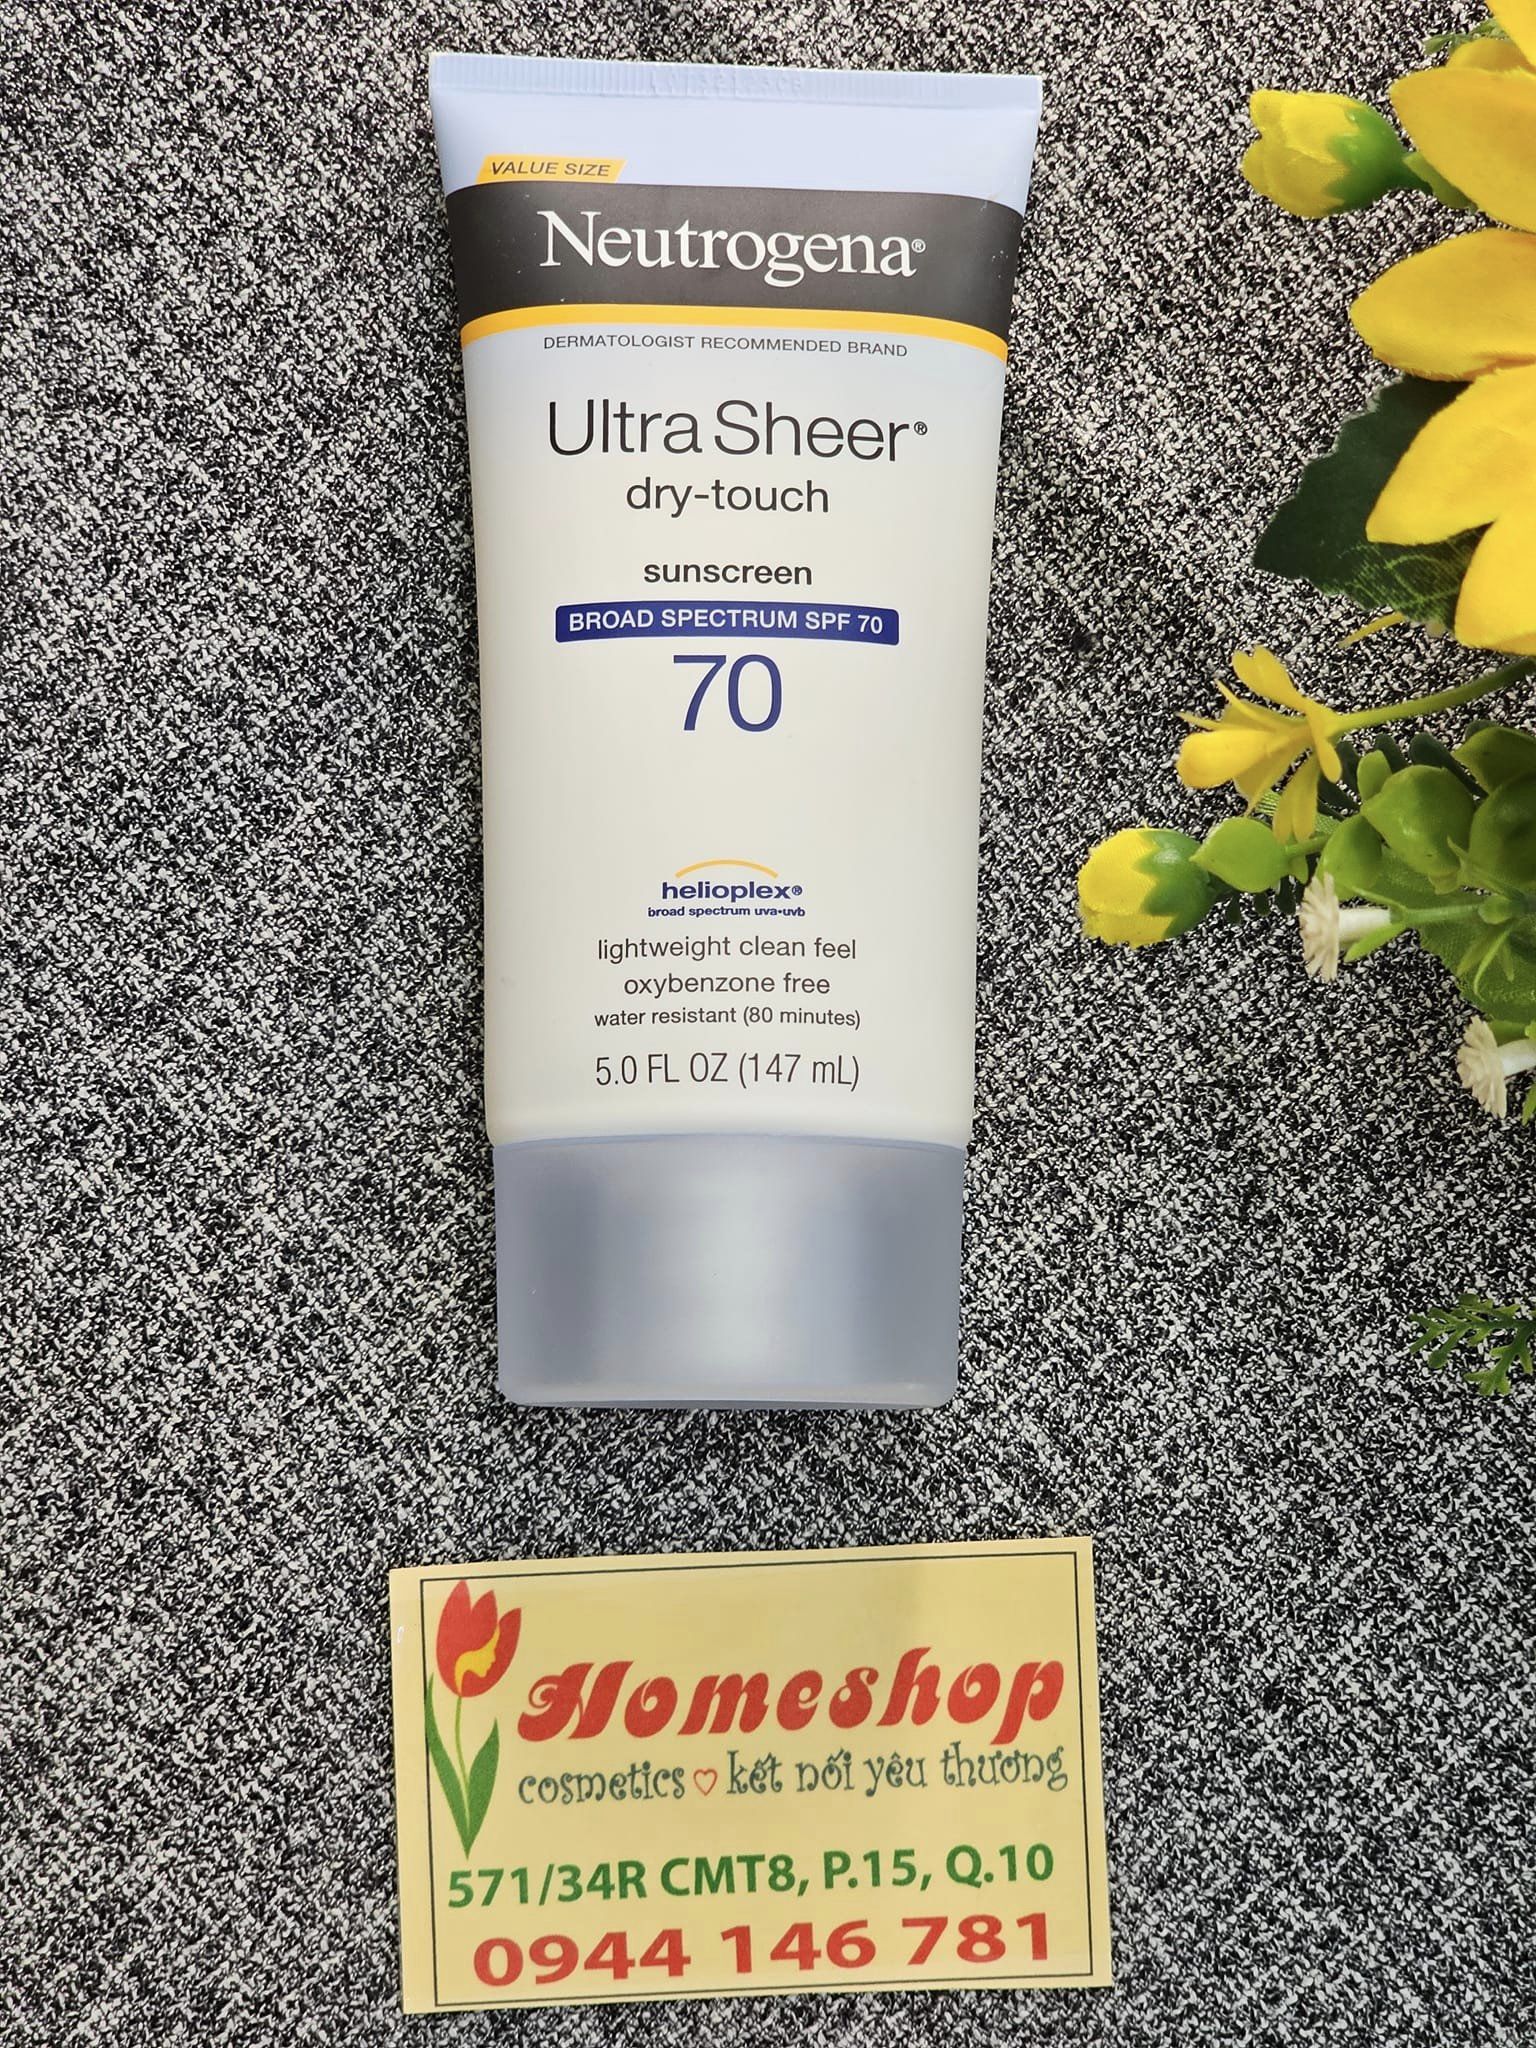 VALUE SIZE
Neutrogena®
DERMATOLOGIST RECOMMENDED BRAND
Ultra Sheer®
dry-touch
sunscreen
BROAD SPECTRUM SPF 70
70
helioplex®
broad spectrum uva•uvb
lightweight clean feel
oxybenzone free
water resistant (80 minutes)
5.0 FL OZ (147 mL)
Homeshop
cosmetics ♡ kết nối yêu thương
571/34R CMT8, P.15, Q.10
0944 146 781